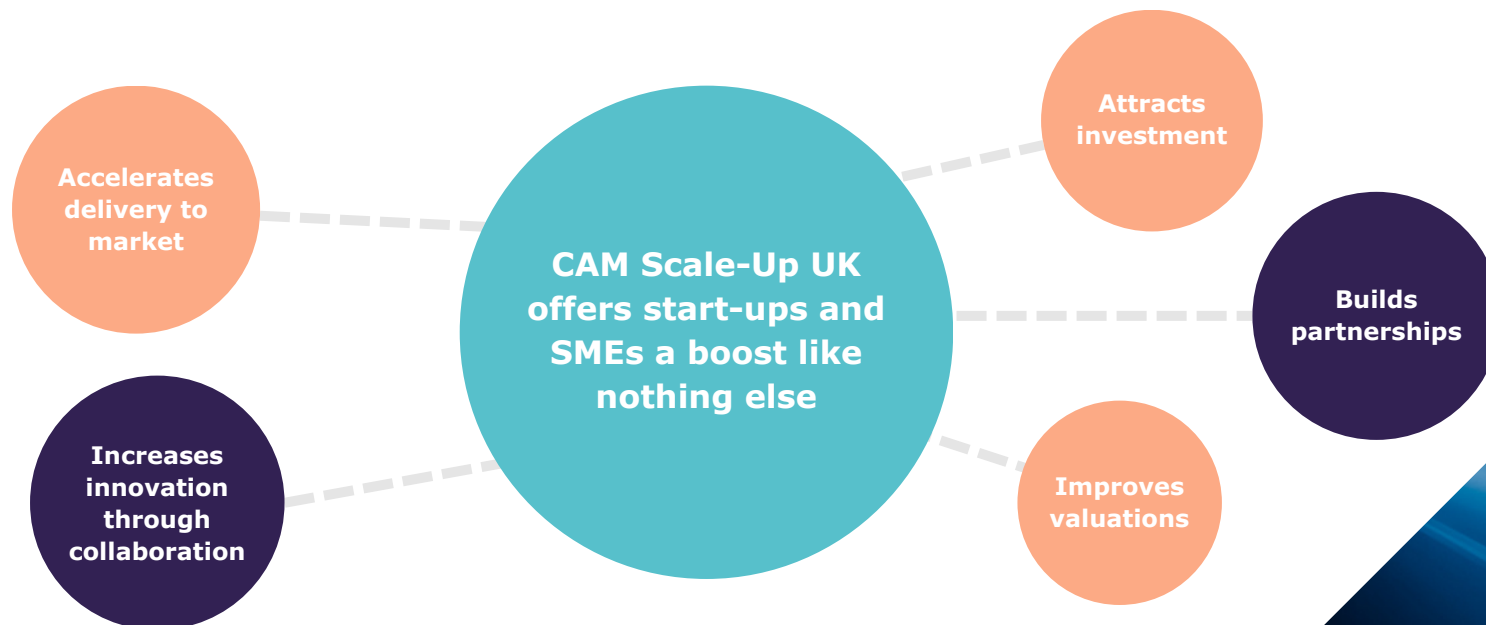 Accelerates
delivery to
market
Increases
innovation
through
collaboration
CAM Scale-Up UK
offers start-ups and
SMEs a boost like
nothing else
Attracts
investment
Builds
partnerships
Improves
valuations